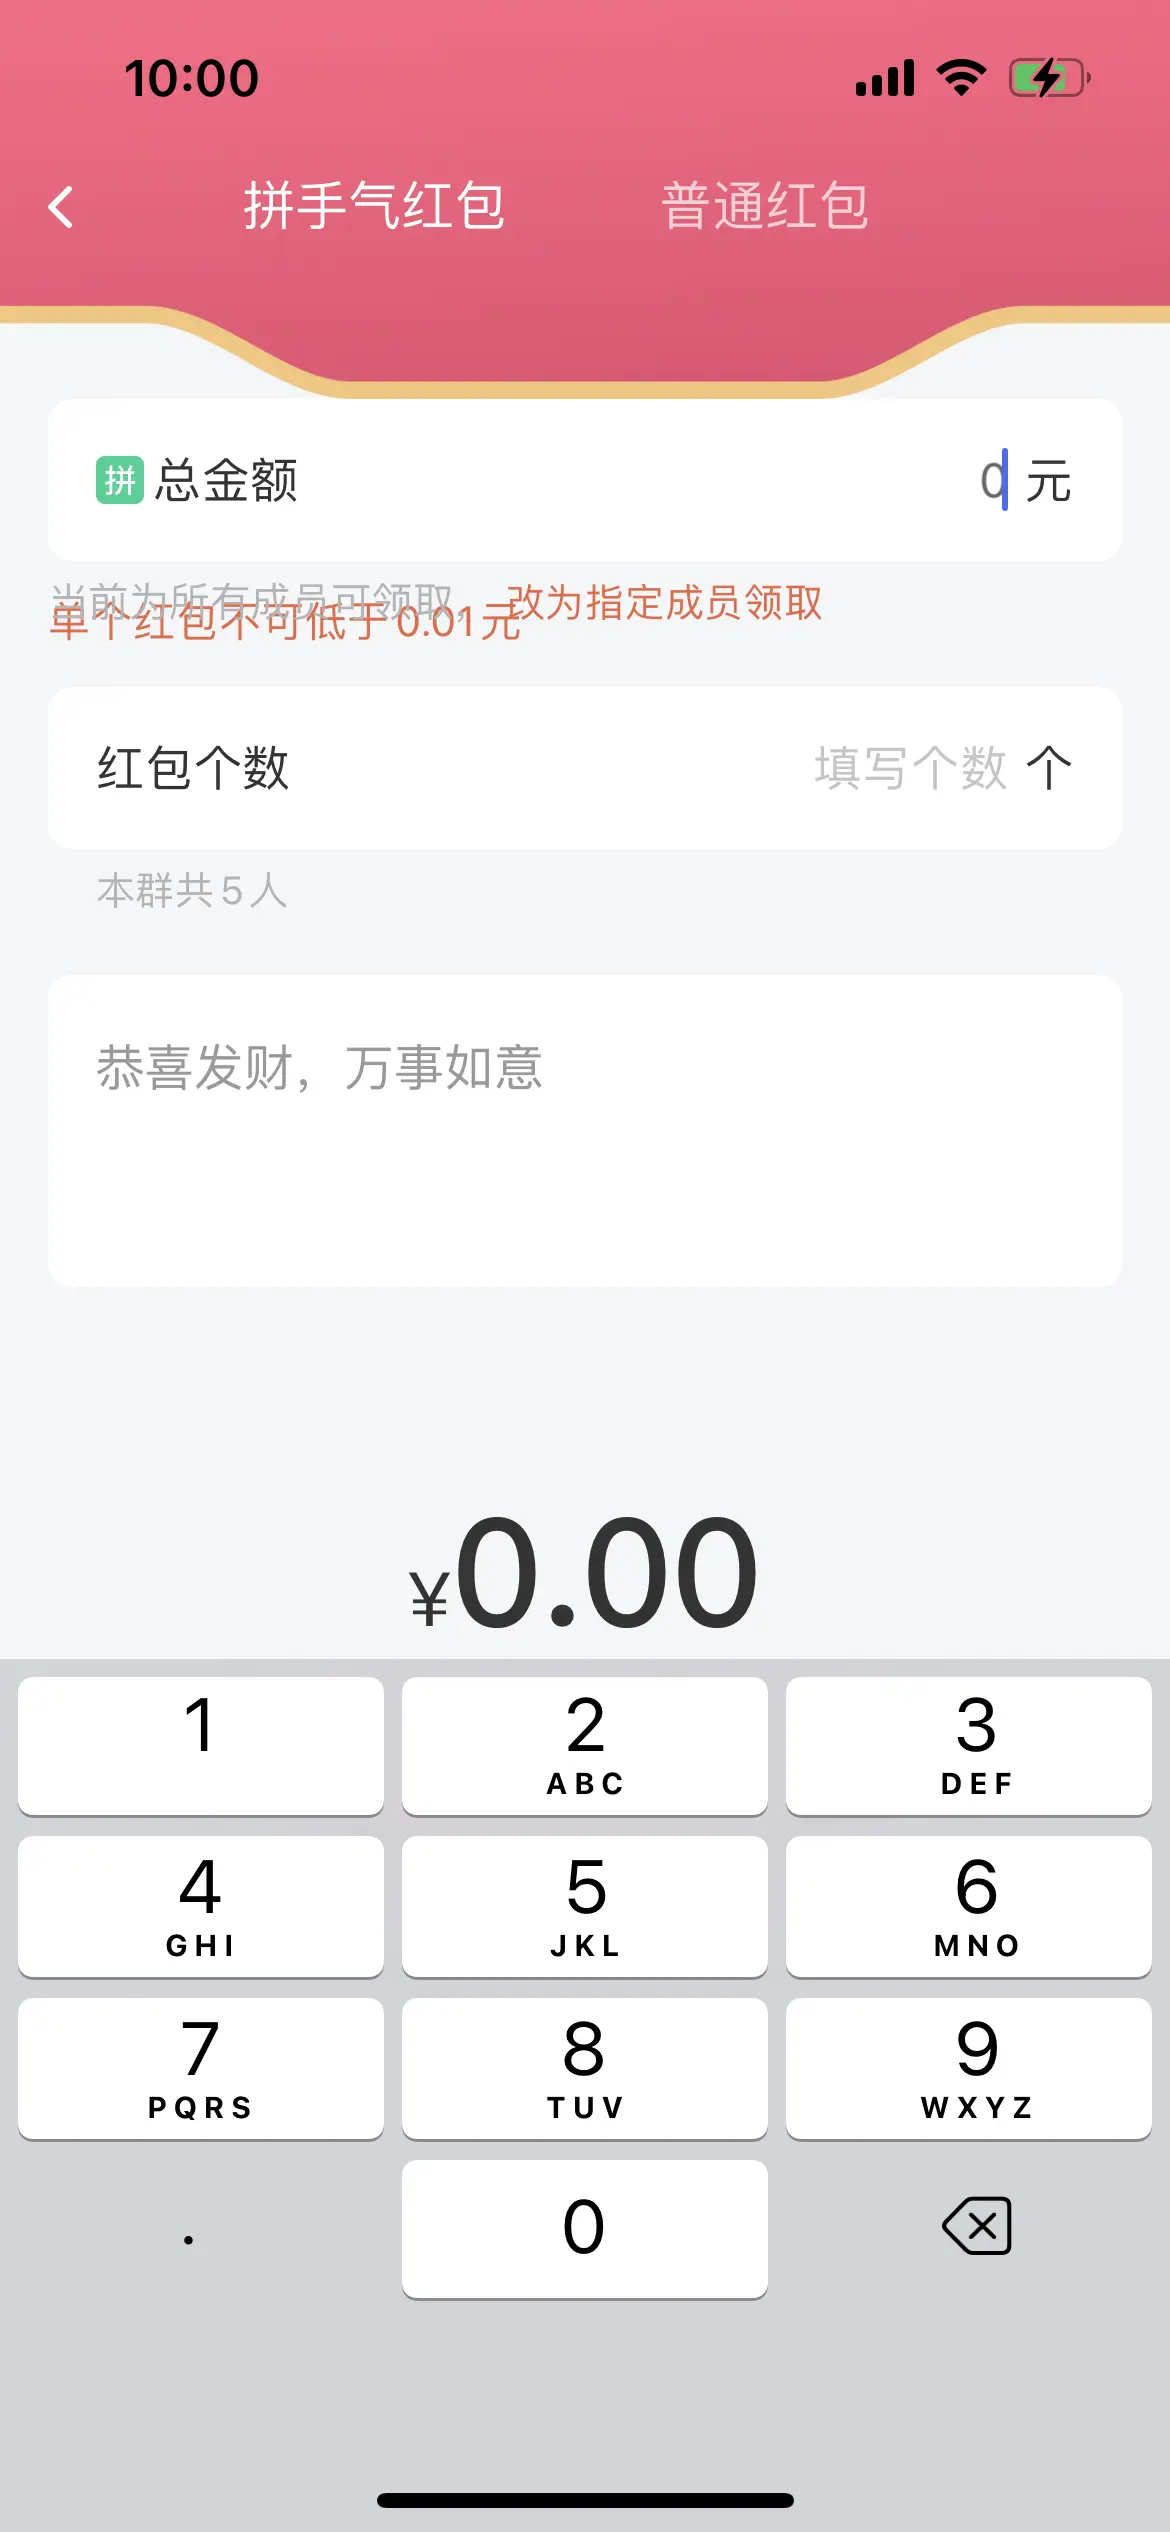 10:00
拼手气红包 普通红包
拼 总金额 0 元
当前为所有成员可领取， 改为指定成员领取
单个红包不可低于0.01元
红包个数 填写个数 个
本群共5人
恭喜发财，万事如意
¥0.00
1 2 3
ABC DEF
4 5 6
GHI JKL MNO
7 8 9
PQRS TUV WXYZ
. 0